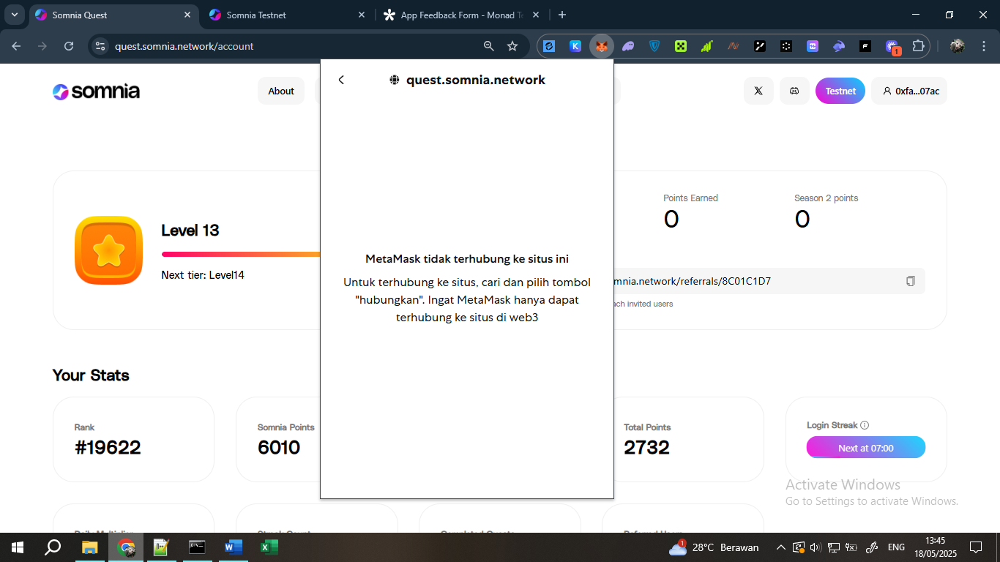 Somnia Quest
Somnia Testnet
App Feedback Form - Monad Te
quest.somnia.network/account
1
quest.somnia.network
somnia
About
Testnet
0xfa...07ac
Level 13
Next tier: Level14
MetaMask tidak terhubung ke situs ini
Untuk terhubung ke situs, cari dan pilih tombol
"hubungkan". Ingat MetaMask hanya dapat
terhubung ke situs di web3
Points Earned
0
Season 2 points
0
mnia.network/referrals/8C01C1D7
ch invited users
Your Stats
Rank
#19622
Somnia Points
6010
Total Points
2732
Login Streak
Next at 07:00
Activate Windows
Go to Settings to activate Windows.
1
28°C Berawan
ENG
13:45
18/05/2025